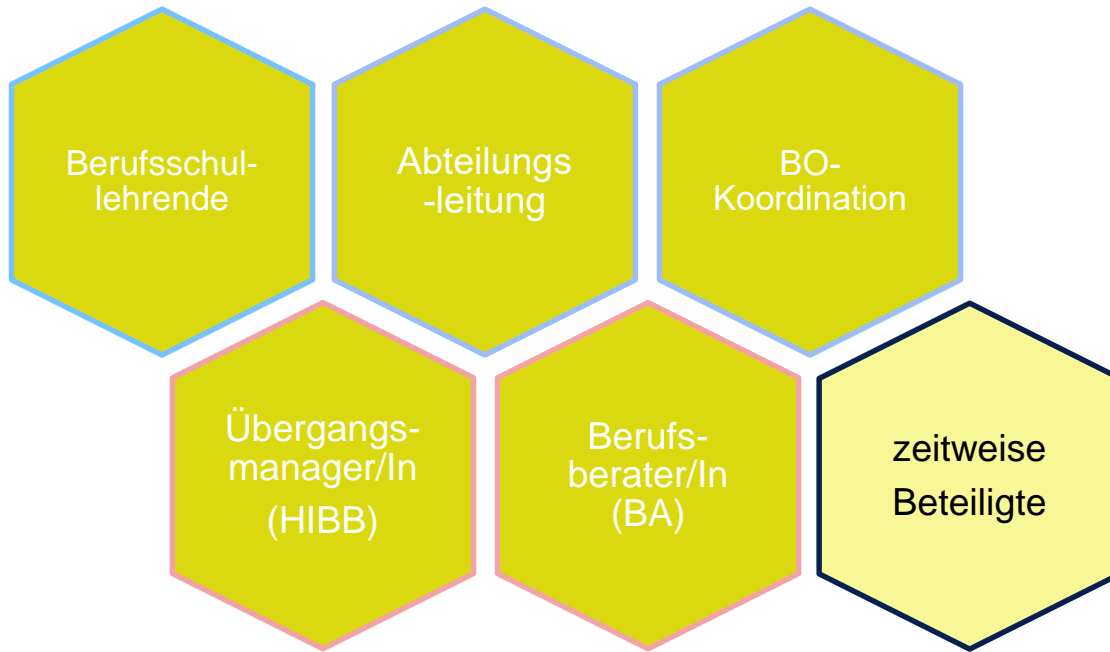 Berufsschul-
lehrende
Abteilungs
-leitung
BO-
Koordination
Übergangs-
manager/In
(HIBB)
Berufs-
berater/In
(BA)
zeitweise
Beteiligte